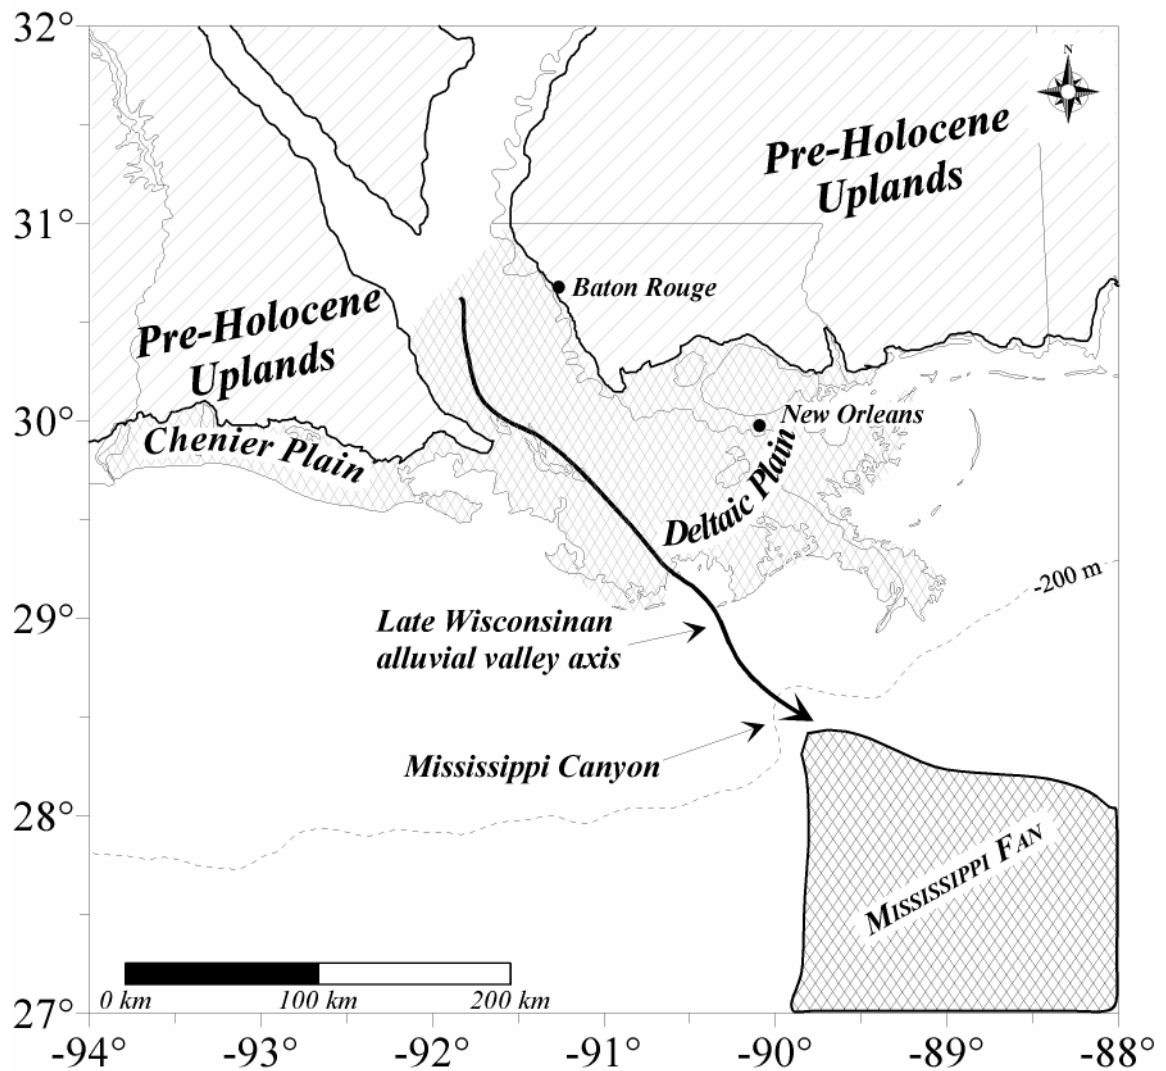 32°
N
Pre-Holocene
Uplands
31°
Baton Rouge
Pre-Holocene
Uplands
30°
New Orleans
Chenier Plain
Deltaic Plain
-200 m
29°
Late Wisconsinan
alluvial valley axis
Mississippi Canyon
28°
MISSISSIPPI FAN
0 km 100 km 200 km
27°
-94° -93° -92° -91° -90° -89° -88°